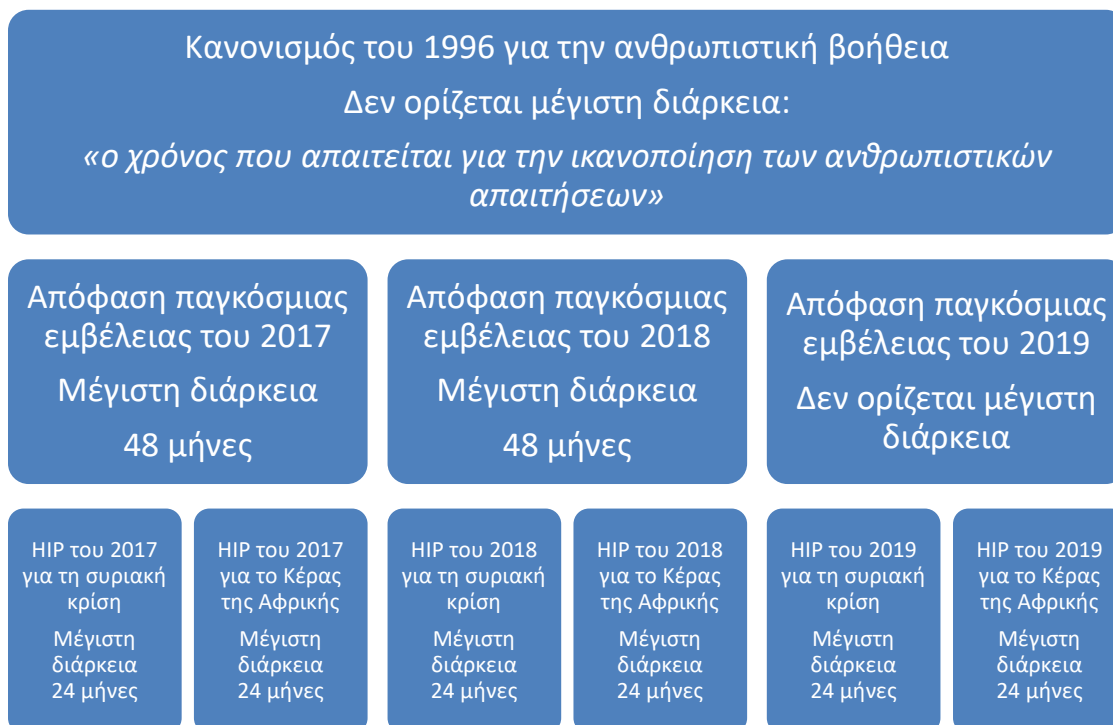 Κανονισμός του 1996 για την ανθρωπιστική βοήθεια
Δεν ορίζεται μέγιστη διάρκεια:
«ο χρόνος που απαιτείται για την ικανοποίηση των ανθρωπιστικών
απαιτήσεων»
Απόφαση παγκόσμιας
εμβέλειας του 2017
Μέγιστη διάρκεια
48 μήνες
Απόφαση παγκόσμιας
εμβέλειας του 2018
Μέγιστη διάρκεια
48 μήνες
Απόφαση παγκόσμιας
εμβέλειας του 2019
Δεν ορίζεται μέγιστη
διάρκεια
HIP του 2017
για τη συριακή
κρίση
Μέγιστη
διάρκεια
24 μήνες
HIP του 2017
για το Κέρας
της Αφρικής
Μέγιστη
διάρκεια
24 μήνες
HIP του 2018
για τη συριακή
κρίση
Μέγιστη
διάρκεια
24 μήνες
HIP του 2018
για το Κέρας
της Αφρικής
Μέγιστη
διάρκεια
24 μήνες
HIP του 2019
για τη συριακή
κρίση
Μέγιστη
διάρκεια
24 μήνες
HIP του 2019
για το Κέρας
της Αφρικής
Μέγιστη
διάρκεια
24 μήνες